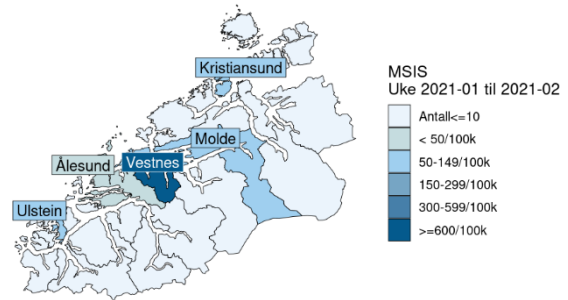 Kristiansund
Molde
Ålesund
Vestnes
Ulstein
MSIS
Uke 2021-01 til 2021-02
Antall<=10
< 50/100k
50-149/100k
150-299/100k
300-599/100k
>=600/100k